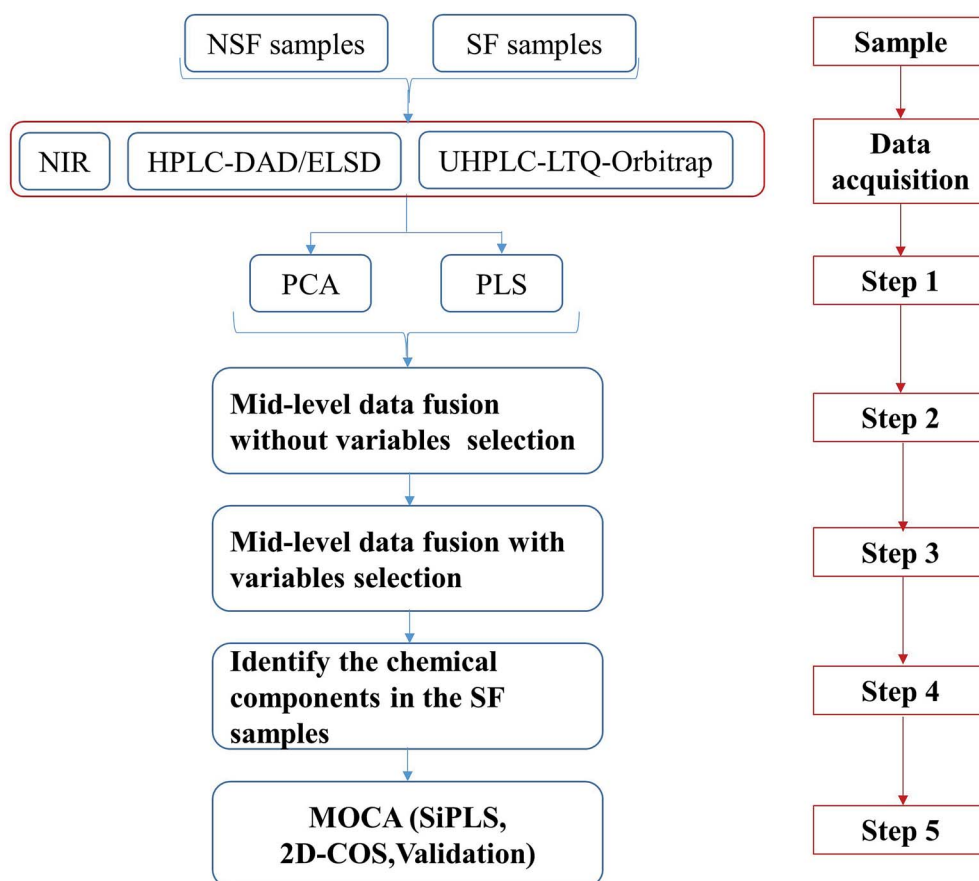 NSF samples
SF samples
Sample
NIR
HPLC-DAD/ELSD
UHPLC-LTQ-Orbitrap
Data
acquisition
PCA
PLS
Step 1
Mid-level data fusion
without variables selection
Step 2
Mid-level data fusion with
variables selection
Step 3
Identify the chemical
components in the SF
samples
Step 4
MOCA (SiPLS,
2D-COS,Validation)
Step 5